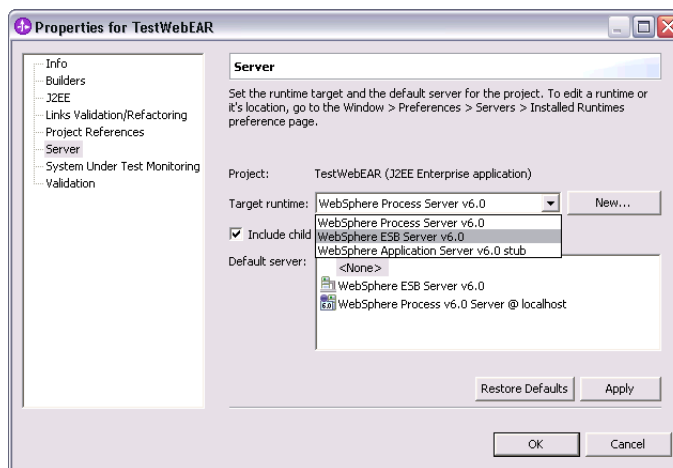 Properties for TestWebEAR
Info
Builders
J2EE
Links Validation/Refactoring
Project References
Server
System Under Test Monitoring
Validation
Server
Set the runtime target and the default server for the project. To edit a runtime or
it's location, go to the Window > Preferences > Servers > Installed Runtimes
preference page.
Project: TestWebEAR (J2EE Enterprise application)
Target runtime: WebSphere Process Server v6.0 New...
WebSphere Process Server v6.0
Include child WebSphere ESB Server v6.0
WebSphere Application Server v6.0 stub
Default server: <None>
WebSphere ESB Server v6.0
6.0 WebSphere Process v6.0 Server @ localhost
Restore Defaults Apply
OK Cancel